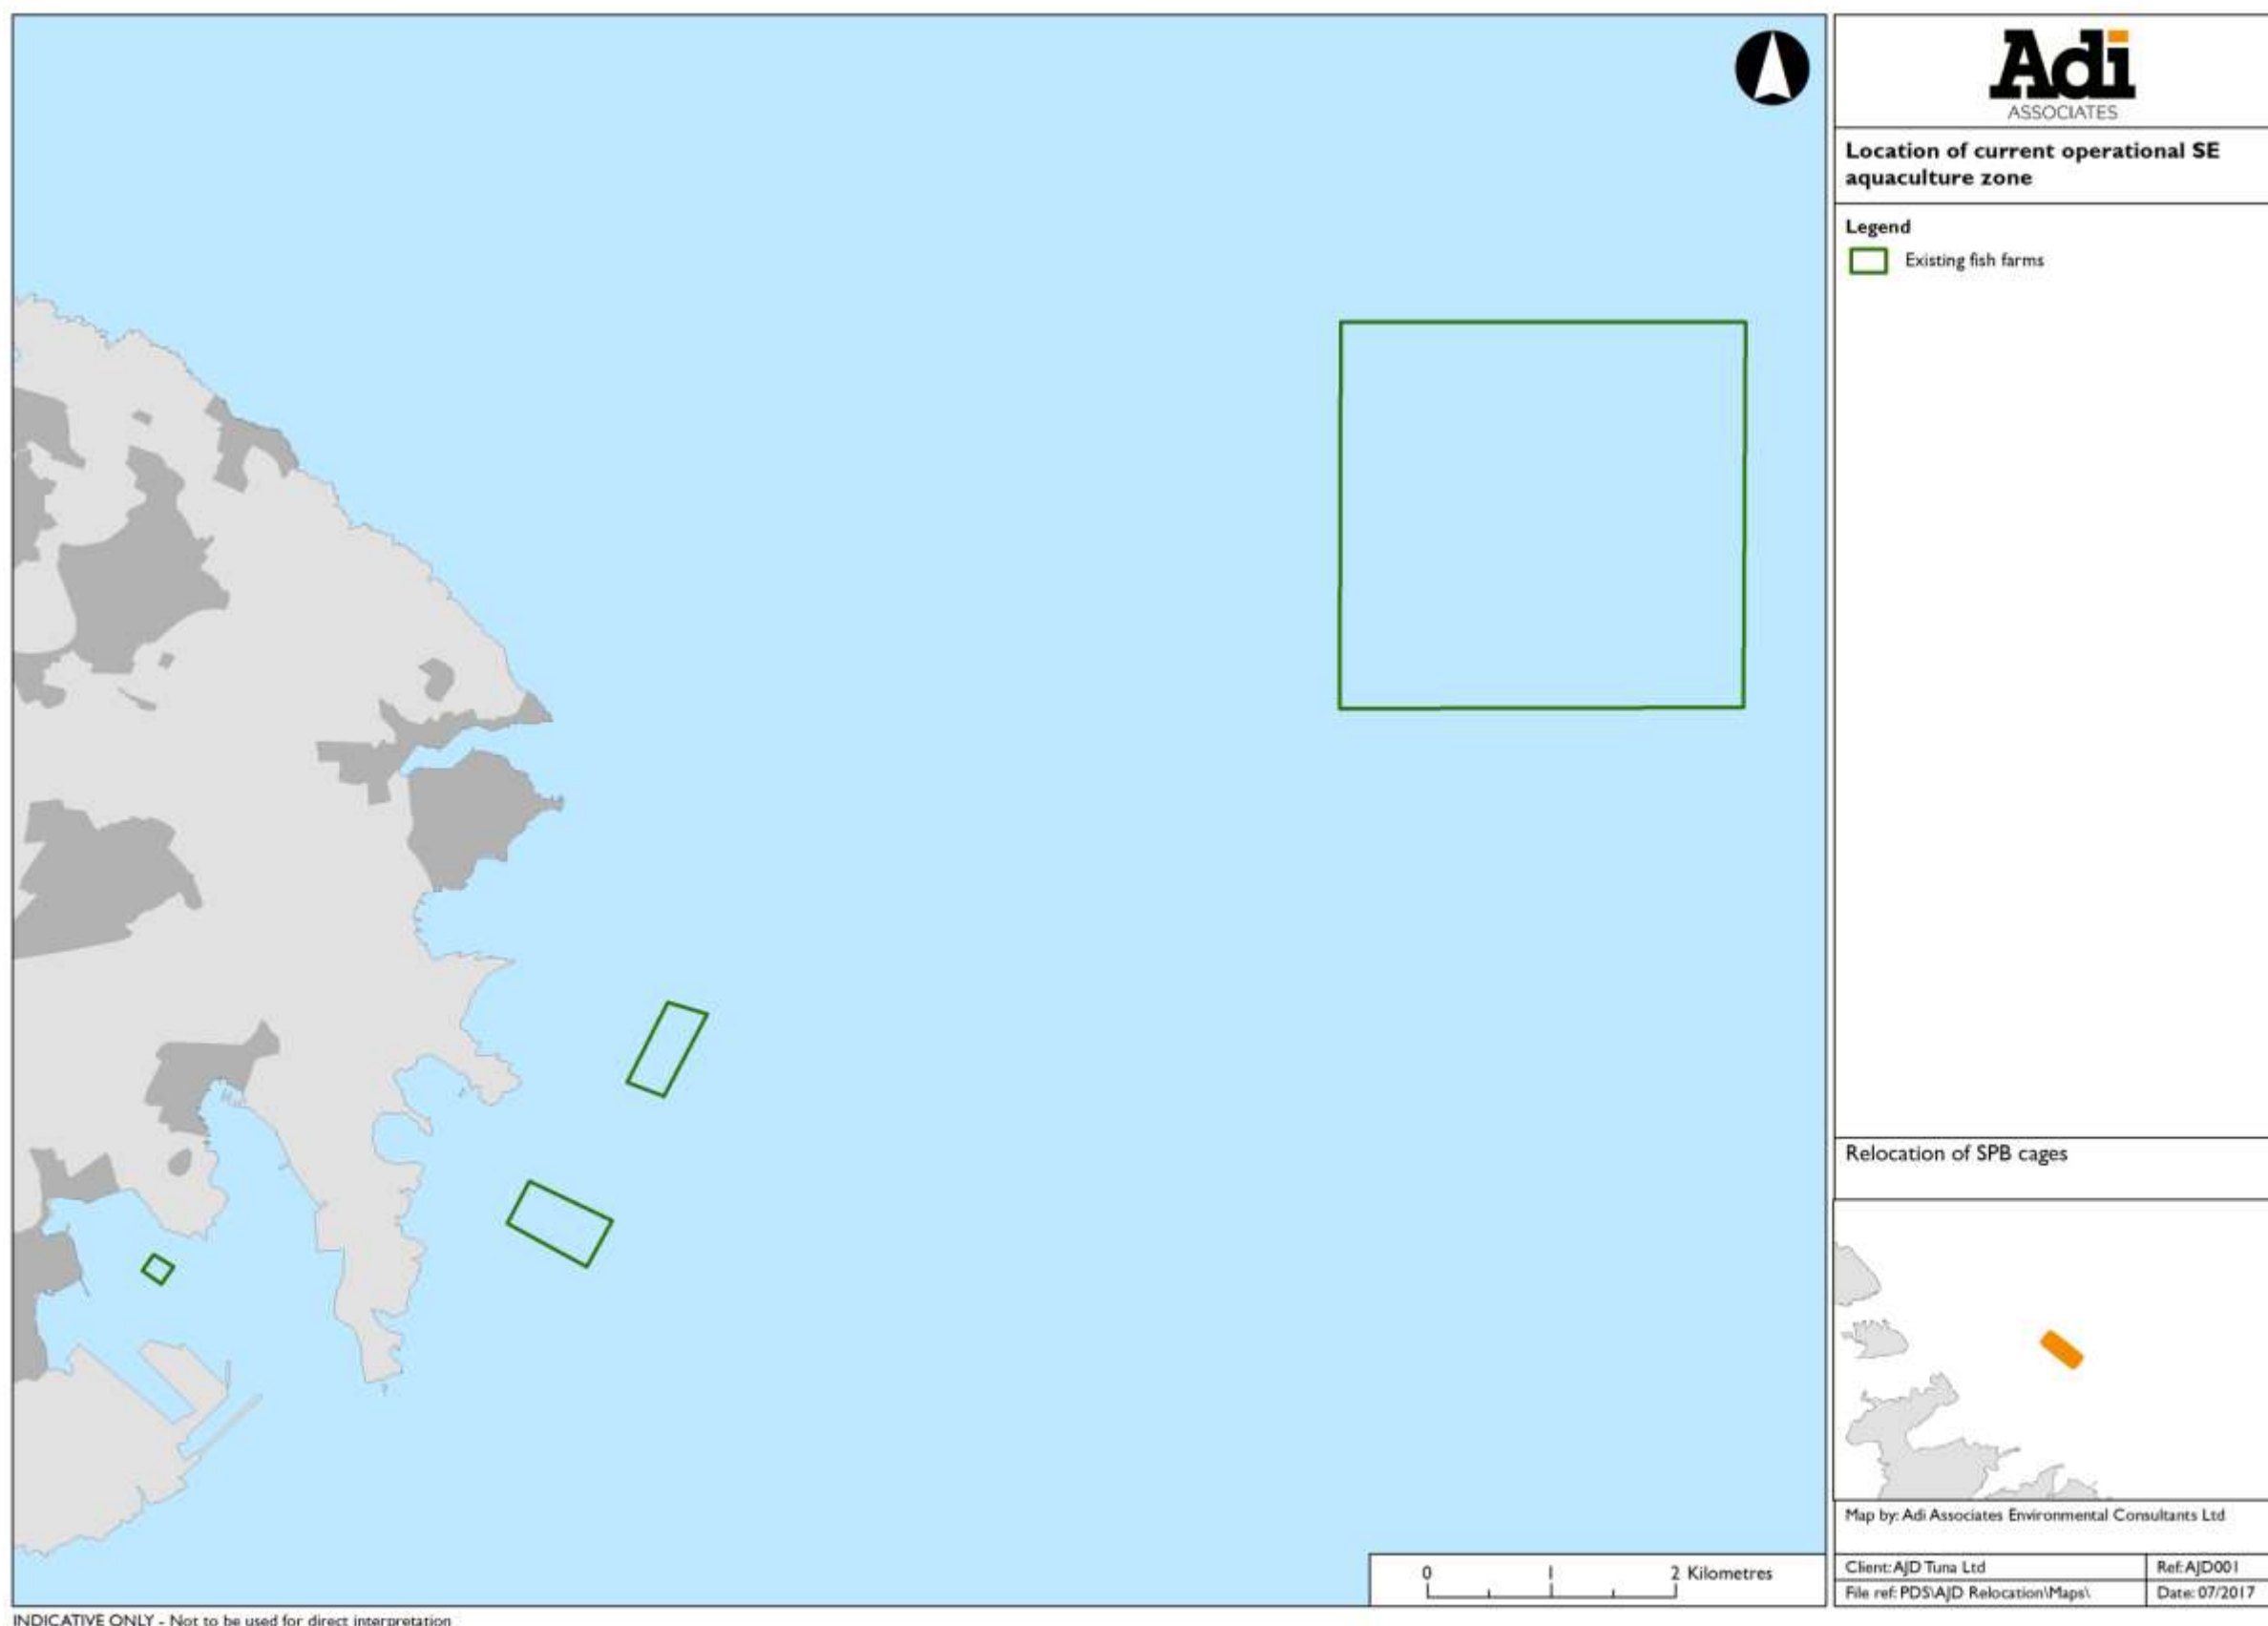 Adi
ASSOCIATES
Location of current operational SE
aquaculture zone
Legend
Existing fish farms
Relocation of SPB cages
Map by: Adi Associates Environmental Consultants Ltd
Client: AJD Tuna Ltd
Ref: AJD001
File ref: PDS\AJD Relocation\Maps\
Date: 07/2017
0 1 2 Kilometres
INDICATIVE ONLY - Not to be used for direct interpretation